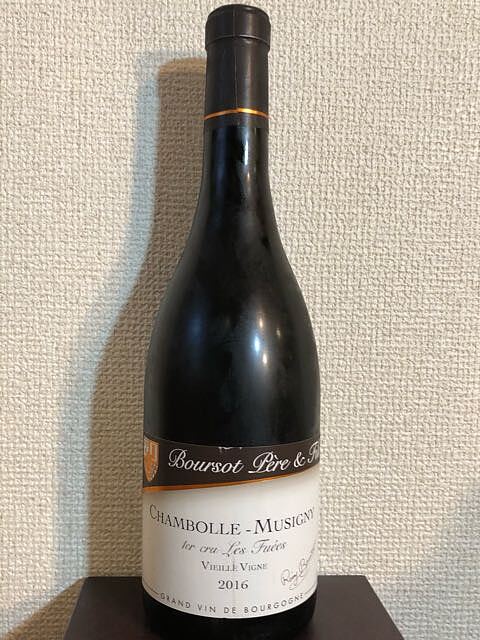 Boursot Père &
CHAMBOLLE-MUSIGNY
1er cru Les Fuées
VIEILLE VIGNE
2016
GRAND VIN DE BOURGOGNE